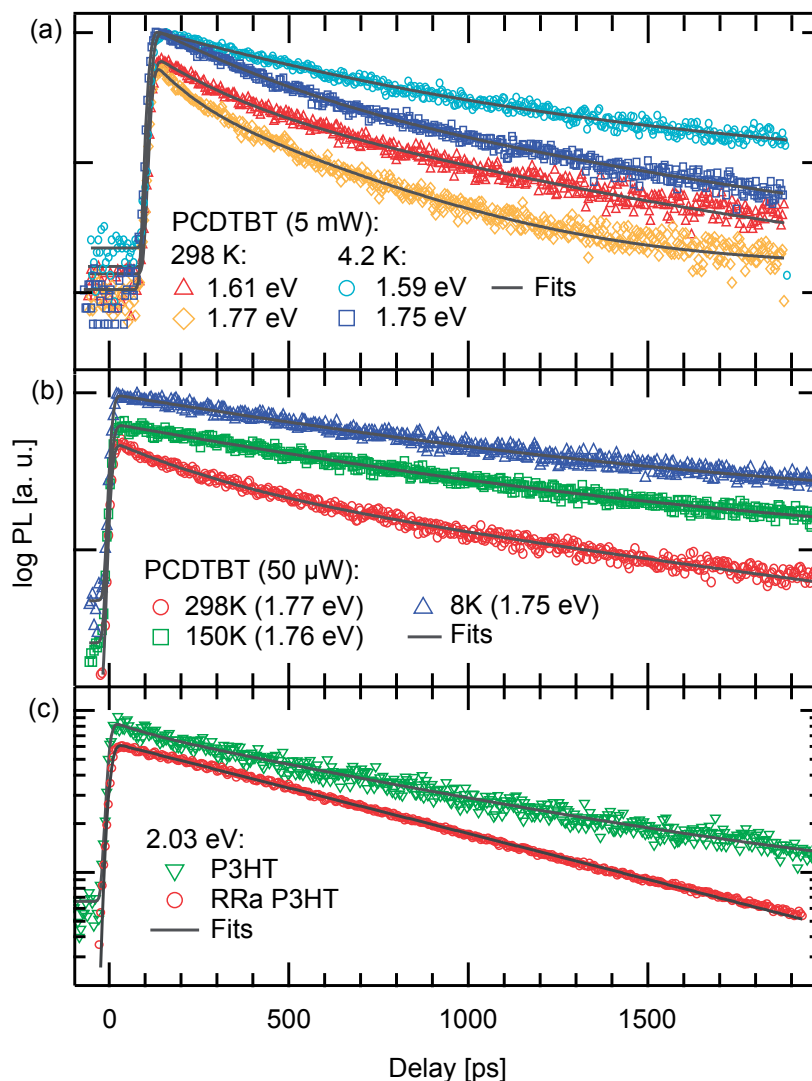 (a)
PCDTBT (5 mW):
298 K: 4.2 K:
1.61 eV 1.59 eV Fits
1.77 eV 1.75 eV
(b)
log PL [a. u.]
PCDTBT (50 µW):
298K (1.77 eV) 8K (1.75 eV)
150K (1.76 eV) Fits
(c)
2.03 eV:
P3HT
RRa P3HT
Fits
0 500 1000 1500
Delay [ps]